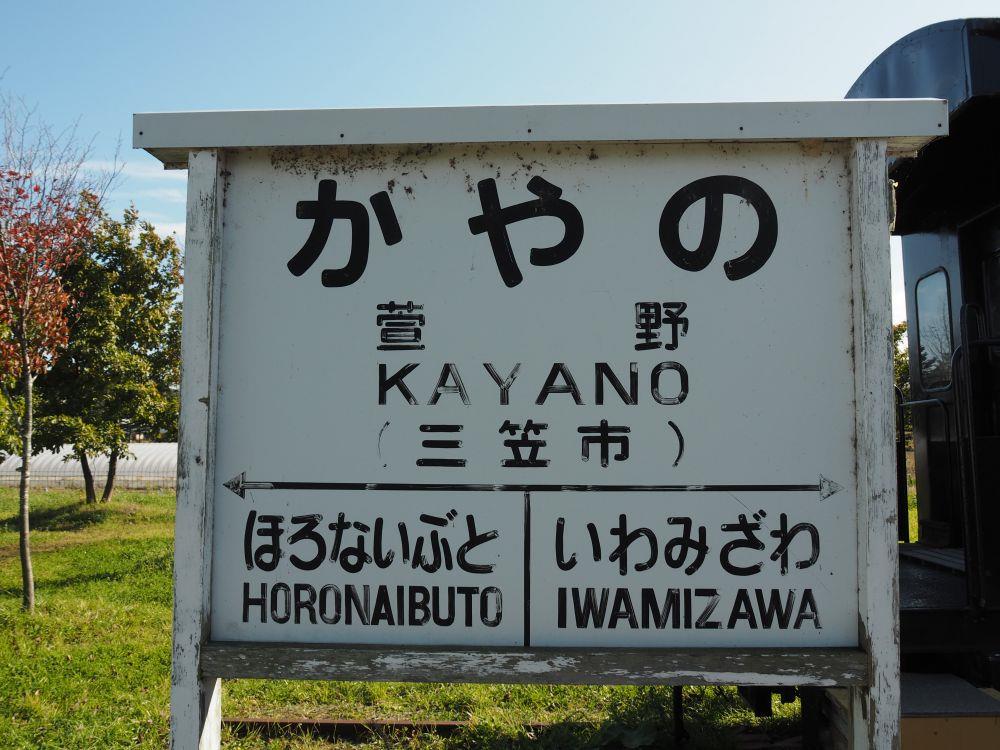 かやの
萱野
KAYANO
(三笠市)
ほろないぶと いわみざわ
HORONAIBUTO IWAMIZAWA